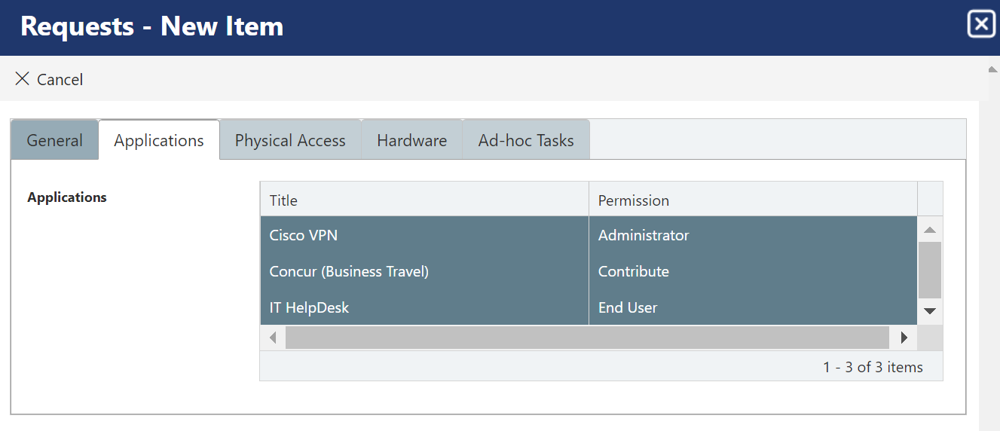 Requests - New Item
Cancel
General Applications Physical Access Hardware Ad-hoc Tasks
Applications
Title Permission
Cisco VPN Administrator
Concur (Business Travel) Contribute
IT HelpDesk End User
1 - 3 of 3 items